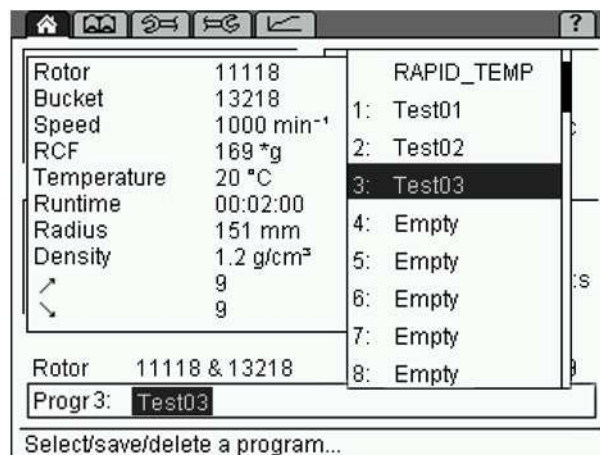 ?
Rotor 11118
Bucket 13218
Speed 1000 min⁻¹
RCF 169 *g
Temperature 20 °C
Runtime 00:02:00
Radius 151 mm
Density 1.2 g/cm³
↗ 9
↘ 9
RAPID_TEMP
1: Test01
2: Test02
3: Test03
4: Empty
5: Empty
6: Empty
7: Empty
8: Empty
:s
Rotor 11118 & 13218
Progr 3: Test03
Select/save/delete a program...